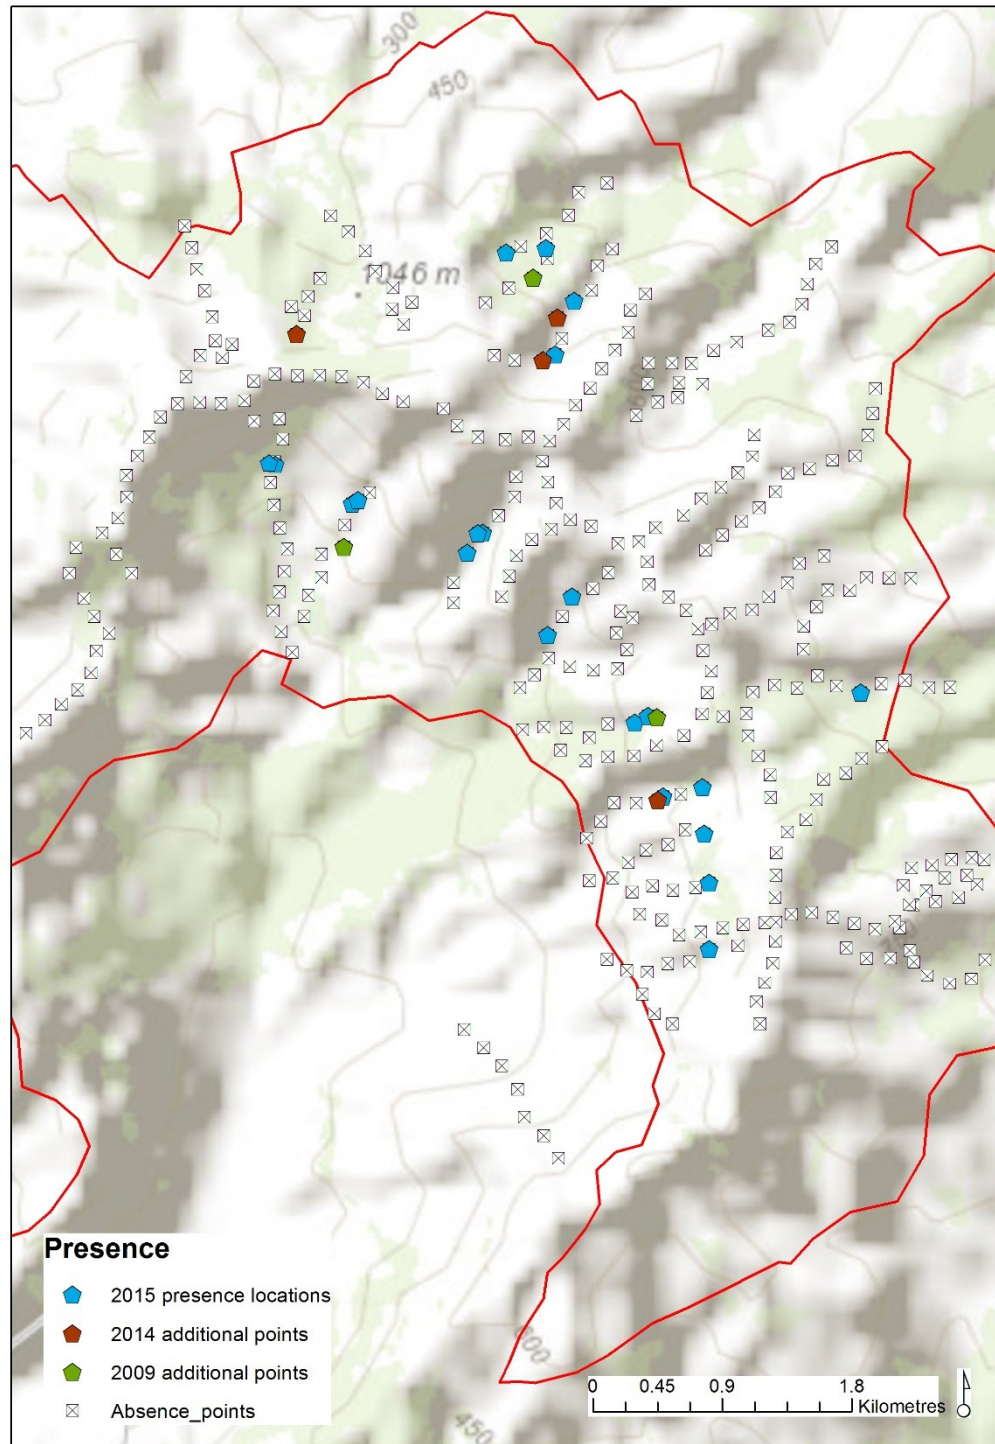 300
450
1046 m
600
Presence
2015 presence locations
2014 additional points
2009 additional points
Absence_points
0 0.45 0.9 1.8
Kilometres
450